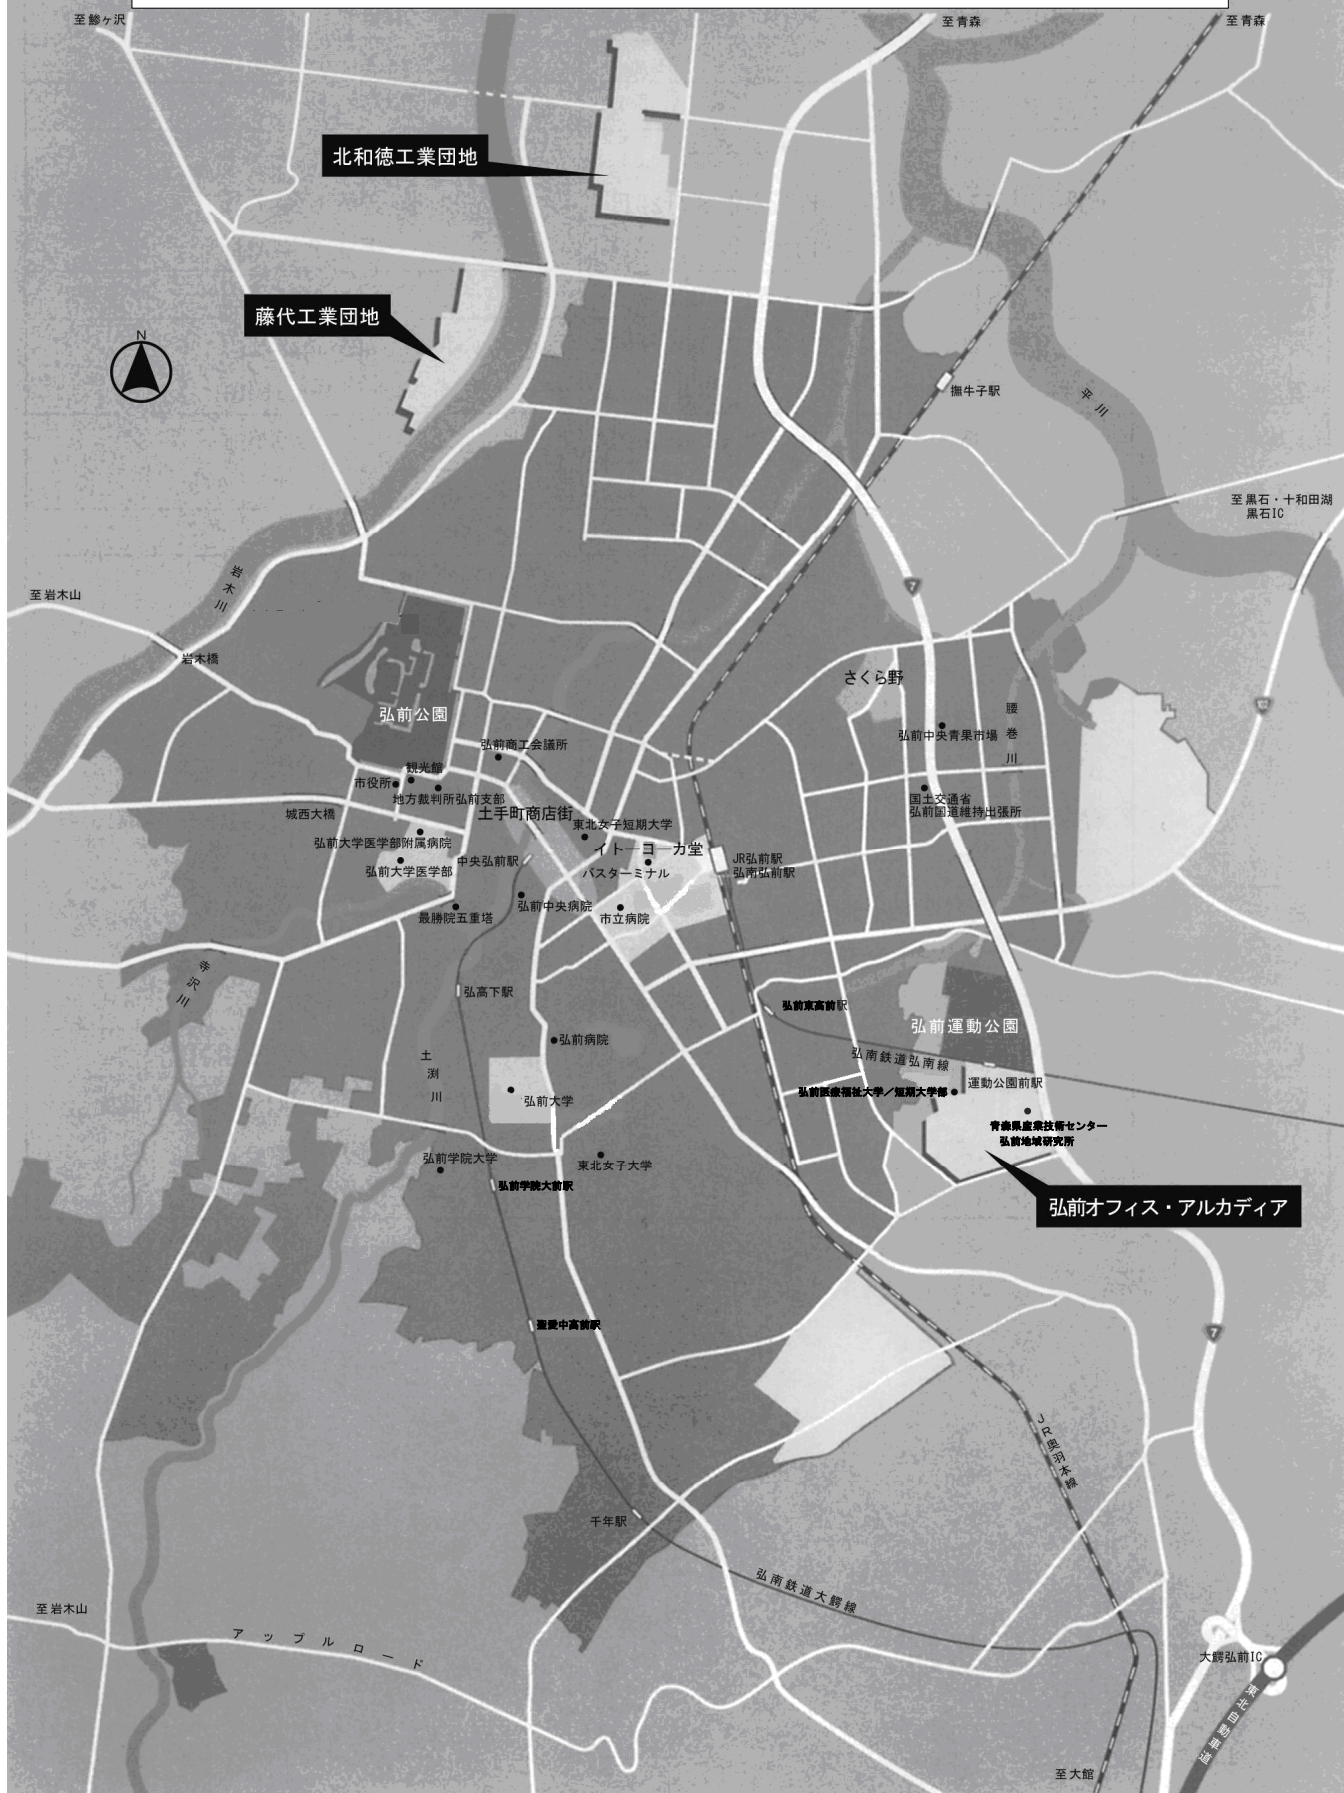 至鯵ヶ沢
至青森
至青森
北和徳工業団地
藤代工業団地
N
撫牛子駅
平川
至黒石・十和田湖
黒石IC
7
至岩木山
岩木川
岩木橋
さくら野
102
弘前公園
腰巻川
弘前中央青果市場
弘前商工会議所
観光館
市役所
地方裁判所弘前支部
国土交通省
弘前国道維持出張所
城西大橋
土手町商店街
東北女子短期大学
弘前大学医学部附属病院
イトーヨーカ堂
中央弘前駅
JR弘前駅
弘南弘前駅
弘前大学医学部
バスターミナル
弘前中央病院
最勝院五重塔
市立病院
寺沢川
弘高下駅
弘前東高前駅
弘前運動公園
弘前病院
土淵川
弘南鉄道弘南線
運動公園前駅
弘前医療福祉大学／短期大学部
弘前大学
青森県産業技術センター
弘前地域研究所
弘前学院大学
東北女子大学
弘前学院大前駅
弘前オフィス・アルカディア
聖愛中高前駅
7
JR奥羽本線
千年駅
弘南鉄道大鰐線
至岩木山
アップルロード
大鰐弘前IC
東北自動車道
至大館